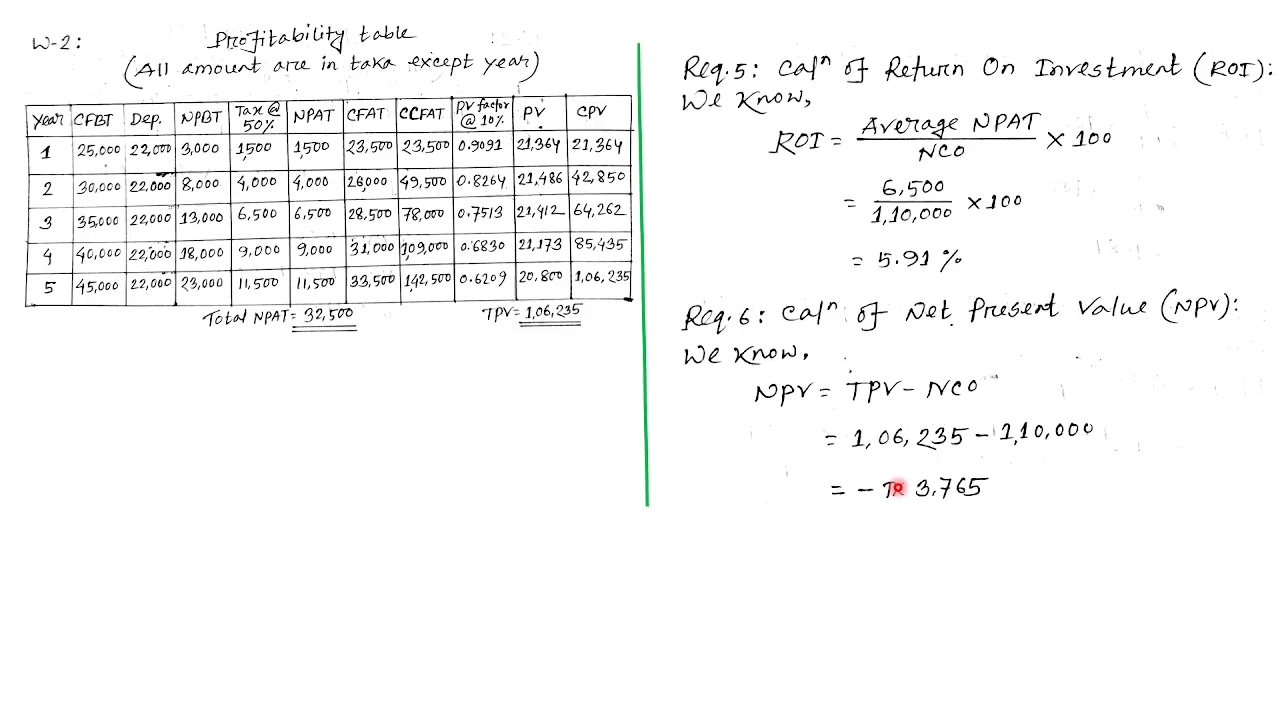 W-2: Profitability table
(All amount are in taka except year)
Year CFBT Dep. NPBT Tax @ 50% NPAT CFAT CCFAT PV factor @ 10% PV CPV
1 25,000 22,000 3,000 1,500 1,500 23,500 23,500 0.9091 21,364 21,364
2 30,000 22,000 8,000 4,000 4,000 26,000 49,500 0.8264 21,486 42,850
3 35,000 22,000 13,000 6,500 6,500 28,500 78,000 0.7513 21,412 64,262
4 40,000 22,000 18,000 9,000 9,000 31,000 109,000 0.6830 21,173 85,435
5 45,000 22,000 23,000 11,500 11,500 33,500 142,500 0.6209 20,800 1,06,235
Total NPAT = 32,500 TPV = 1,06,235
Req.5: Calⁿ of Return On Investment (ROI):
We know,
ROI = Average NPAT / NCO × 100
= 6,500 / 1,10,000 × 100
= 5.91 %
Req.6: Calⁿ of Net Present Value (NPV):
We know,
NPV = TPV - NCO
= 1,06,235 - 1,10,000
= - 3,765